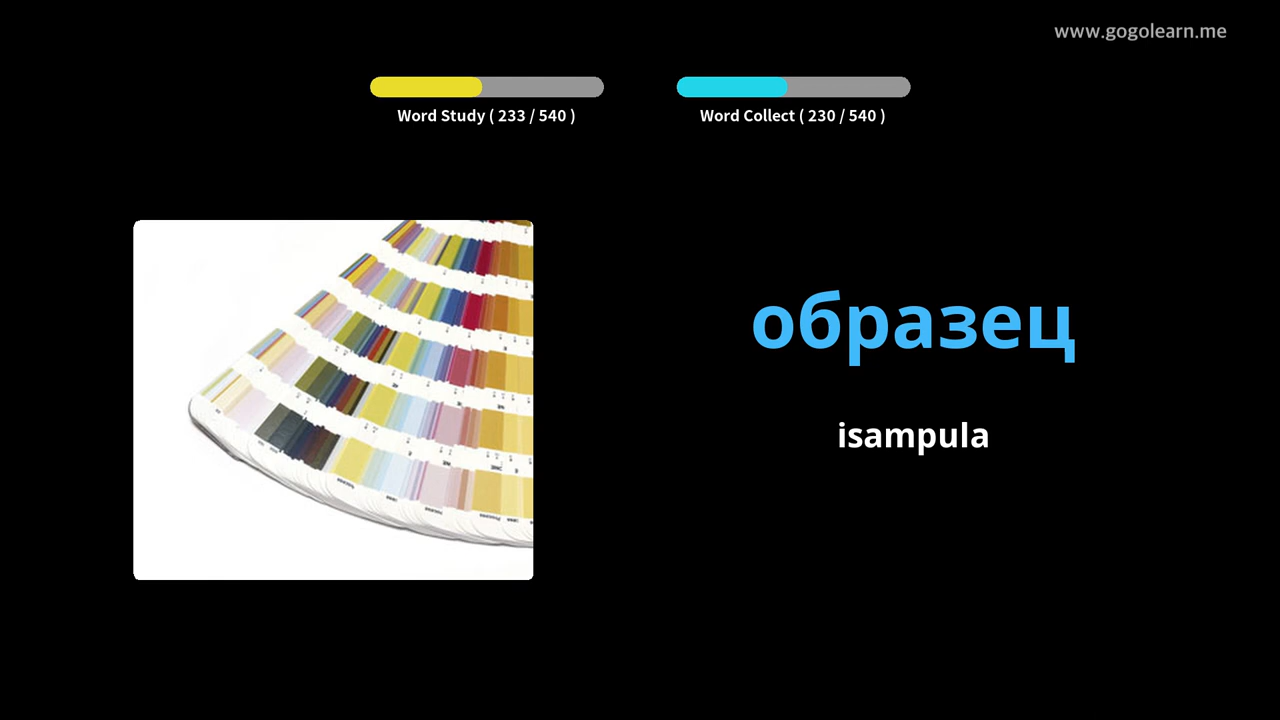 www.gogolearn.me
Word Study ( 233 / 540 )
Word Collect ( 230 / 540 )
образец
isampula